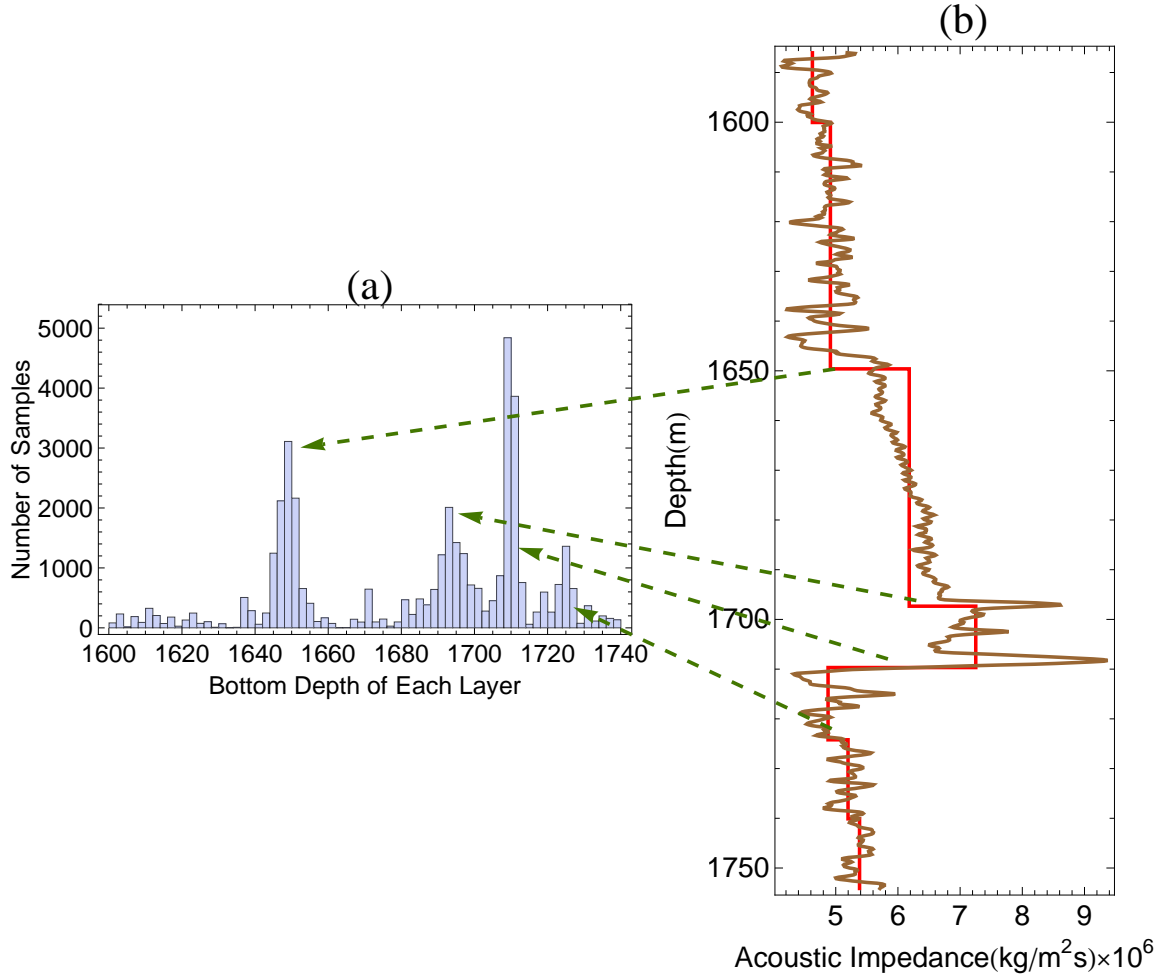 (a)
Number of Samples
5000
4000
3000
2000
1000
0
1600 1620 1640 1660 1680 1700 1720 1740
Bottom Depth of Each Layer
(b)
Depth(m)
1600
1650
1700
1750
5 6 7 8 9
Acoustic Impedance(kg/m²s)×10⁶